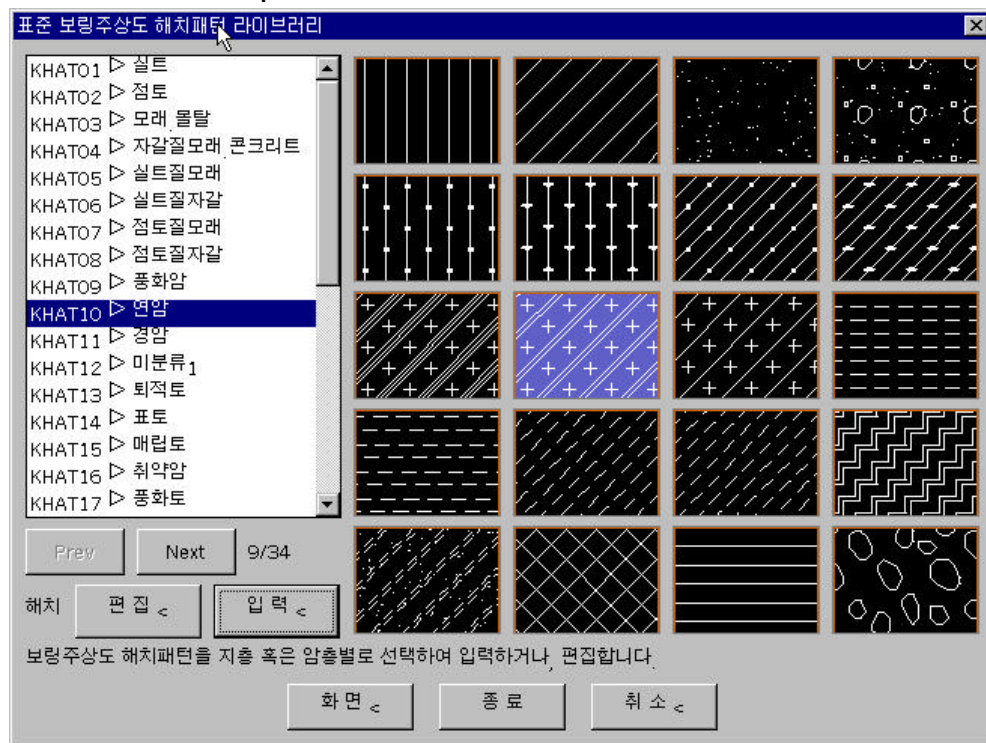 표준 보링주상도 해치패턴 라이브러리
KHAT01 ▷ 실트
KHAT02 ▷ 점토
KHAT03 ▷ 모래,몰탈
KHAT04 ▷ 자갈질모래,콘크리트
KHAT05 ▷ 실트질모래
KHAT06 ▷ 실트질자갈
KHAT07 ▷ 점토질모래
KHAT08 ▷ 점토질자갈
KHAT09 ▷ 풍화암
KHAT10 ▷ 연암
KHAT11 ▷ 경암
KHAT12 ▷ 미분류1
KHAT13 ▷ 퇴적토
KHAT14 ▷ 표토
KHAT15 ▷ 매립토
KHAT16 ▷ 취약암
KHAT17 ▷ 풍화토
Prev Next 9/34
해치 편 집 < 입 력 <
보링주상도 해치패턴을 지층 혹은 암층별로 선택하여 입력하거나, 편집합니다.
화 면 < 종 료 취 소 <